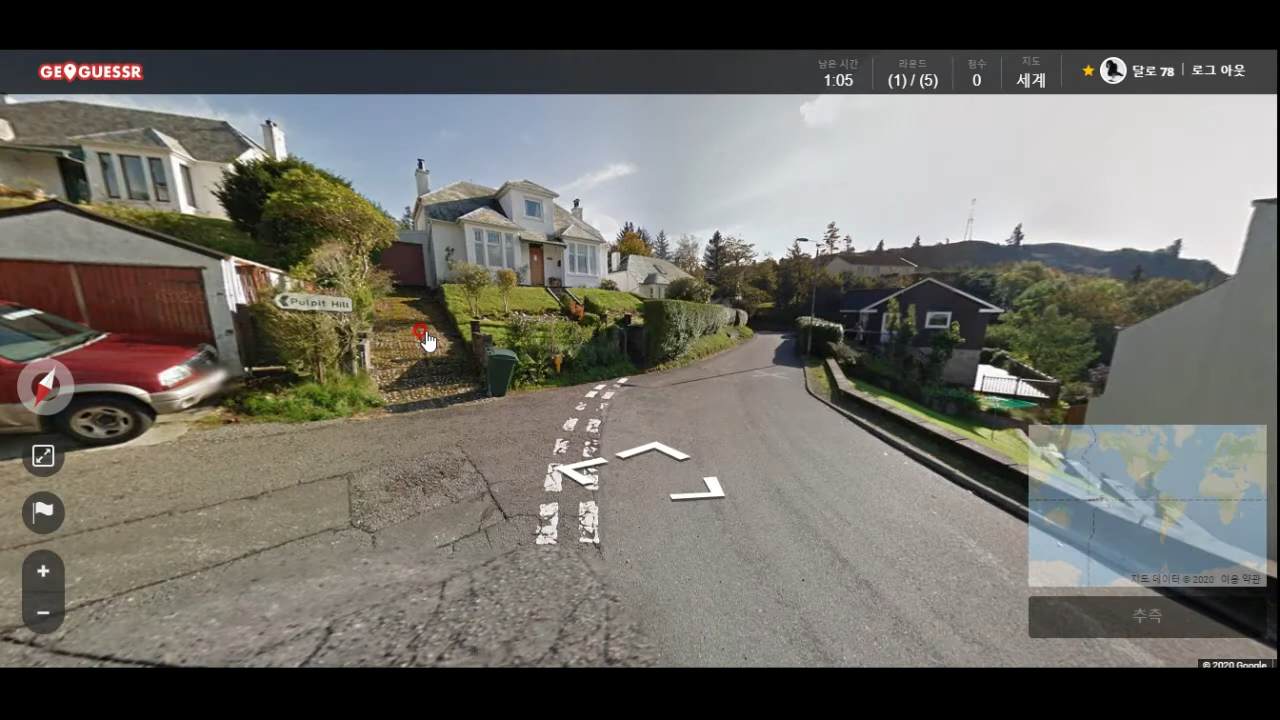 GEOGUESSR
남은 시간
1:05
라운드
(1) / (5)
점수
0
지도
세계
달로 78 | 로그 아웃
Pulpit Hill
+
−
지도 데이터 © 2020 이용 약관
추측
© 2020 Google